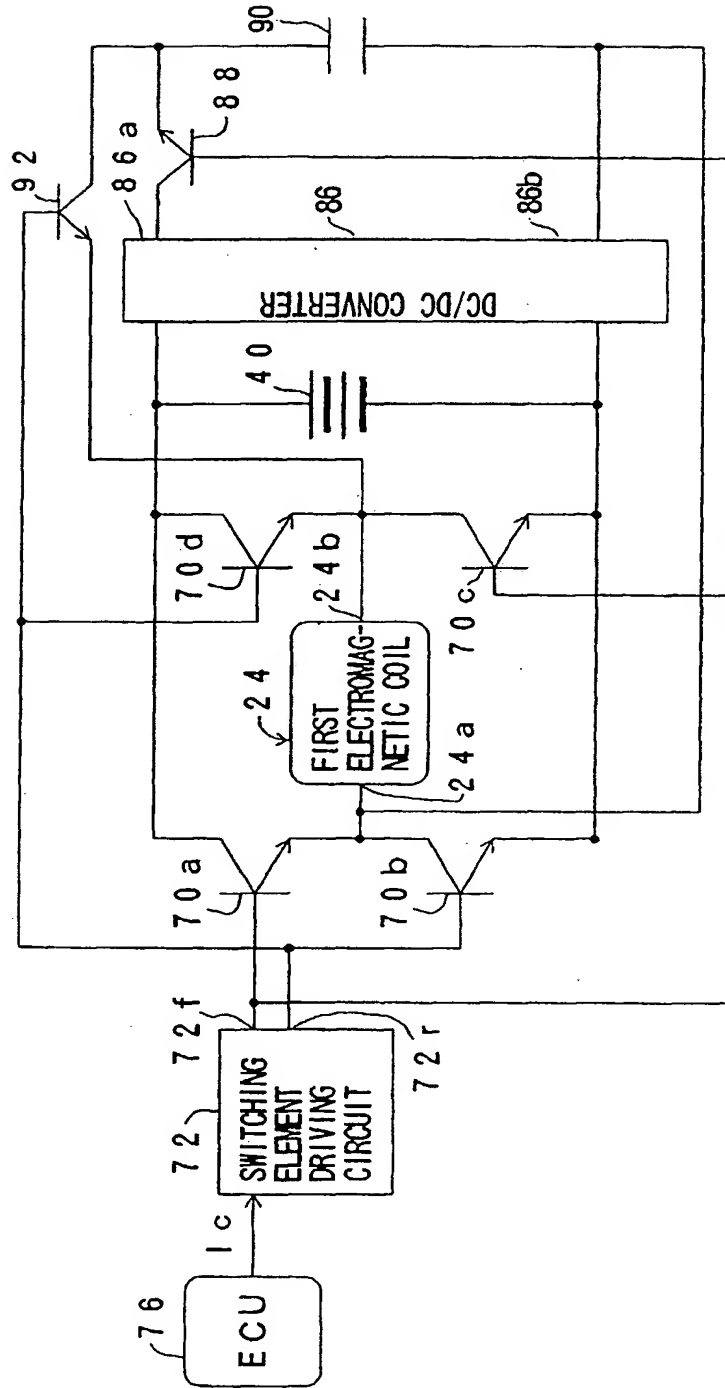 76
ECU
Ic
72
SWITCHING
ELEMENT
DRIVING
CIRCUIT
72f
72r
70a
70b
24
FIRST
ELECTROMAG-
NETIC COIL
24a
24b
70d
70c
40
DC/DC CONVERTER
86a
86
86b
92
88
90